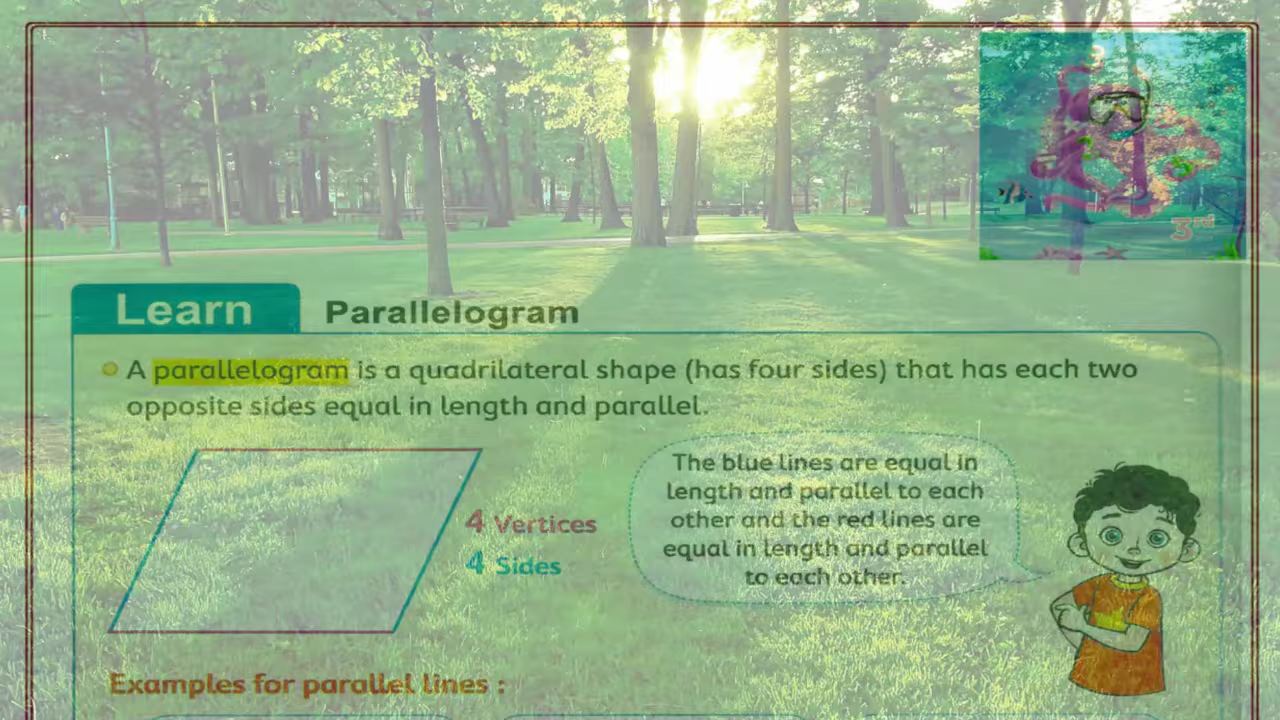 3rd
Learn
Parallelogram
A parallelogram is a quadrilateral shape (has four sides) that has each two
opposite sides equal in length and parallel.
4 Vertices
4 Sides
The blue lines are equal in
length and parallel to each
other and the red lines are
equal in length and parallel
to each other.
Examples for parallel lines :